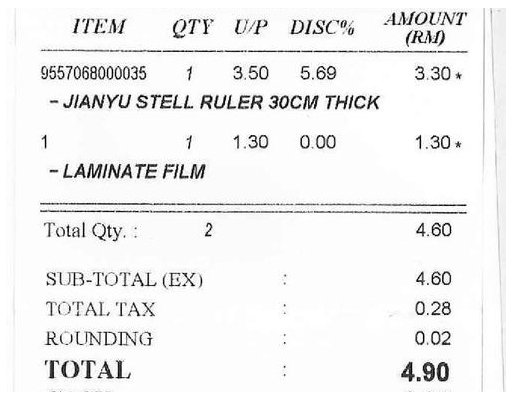 ITEM QTY U/P DISC% AMOUNT (RM)
9557068000035 1 3.50 5.69 3.30 *
- JIANYU STELL RULER 30CM THICK
1 1 1.30 0.00 1.30 *
- LAMINATE FILM
Total Qty. : 2 4.60
SUB-TOTAL (EX) : 4.60
TOTAL TAX : 0.28
ROUNDING : 0.02
TOTAL : 4.90